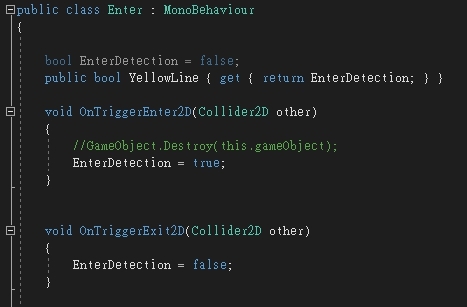 public class Enter : MonoBehaviour
{
bool EnterDetection = false;
public bool YellowLine { get { return EnterDetection; } }
void OnTriggerEnter2D(Collider2D other)
{
//GameObject.Destroy(this.gameObject);
EnterDetection = true;
}
void OnTriggerExit2D(Collider2D other)
{
EnterDetection = false;
}